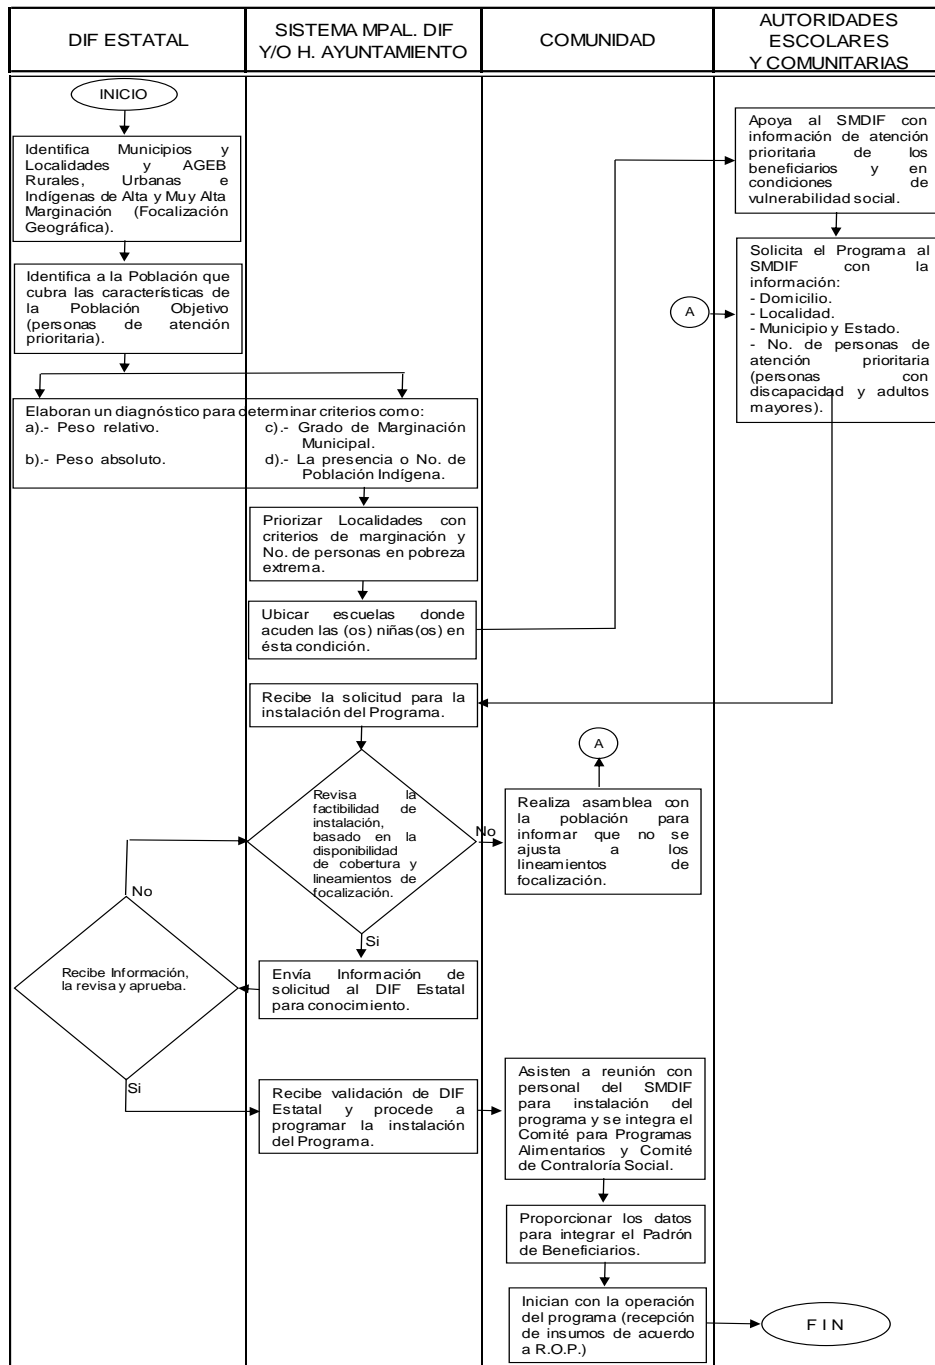 DIF ESTATAL
SISTEMA MPAL. DIF
Y/O H. AYUNTAMIENTO
COMUNIDAD
AUTORIDADES
ESCOLARES
Y COMUNITARIAS
INICIO
Identifica Municipios y
Localidades y AGEB
Rurales, Urbanas e
Indígenas de Alta y Muy Alta
Marginación (Focalización
Geográfica).
Identifica a la Población que
cubra las características de
la Población Objetivo
(personas de atención
prioritaria).
Elaboran un diagnóstico para determinar criterios como:
a).- Peso relativo.
b).- Peso absoluto.
c).- Grado de Marginación
Municipal.
d).- La presencia o No. de
Población Indígena.
Priorizar Localidades con
criterios de marginación y
No. de personas en pobreza
extrema.
Ubicar escuelas donde
acuden las (os) niñas(os) en
ésta condición.
Apoya al SMDIF con
información de atención
prioritaria de los
beneficiarios y en
condiciones de
vulnerabilidad social.
Solicita el Programa al
SMDIF con la
información:
- Domicilio.
- Localidad.
- Municipio y Estado.
- No. de personas de
atención prioritaria
(personas con
discapacidad y adultos
mayores).
A
Recibe la solicitud para la
instalación del Programa.
Revisa la
factibilidad de
instalación,
basado en la
disponibilidad
de cobertura y
lineamientos de
focalización.
No
A
Realiza asamblea con
la población para
informar que no se
ajusta a los
lineamientos de
focalización.
Si
Envía Información de
solicitud al DIF Estatal
para conocimiento.
No
Recibe Información,
la revisa y aprueba.
Si
Recibe validación de DIF
Estatal y procede a
programar la instalación
del Programa.
Asisten a reunión con
personal del SMDIF
para instalación del
programa y se integra el
Comité para Programas
Alimentarios y Comité
de Contraloría Social.
Proporcionar los datos
para integrar el Padrón
de Beneficiarios.
Inician con la operación
del programa (recepción
de insumos de acuerdo
a R.O.P.)
F I N